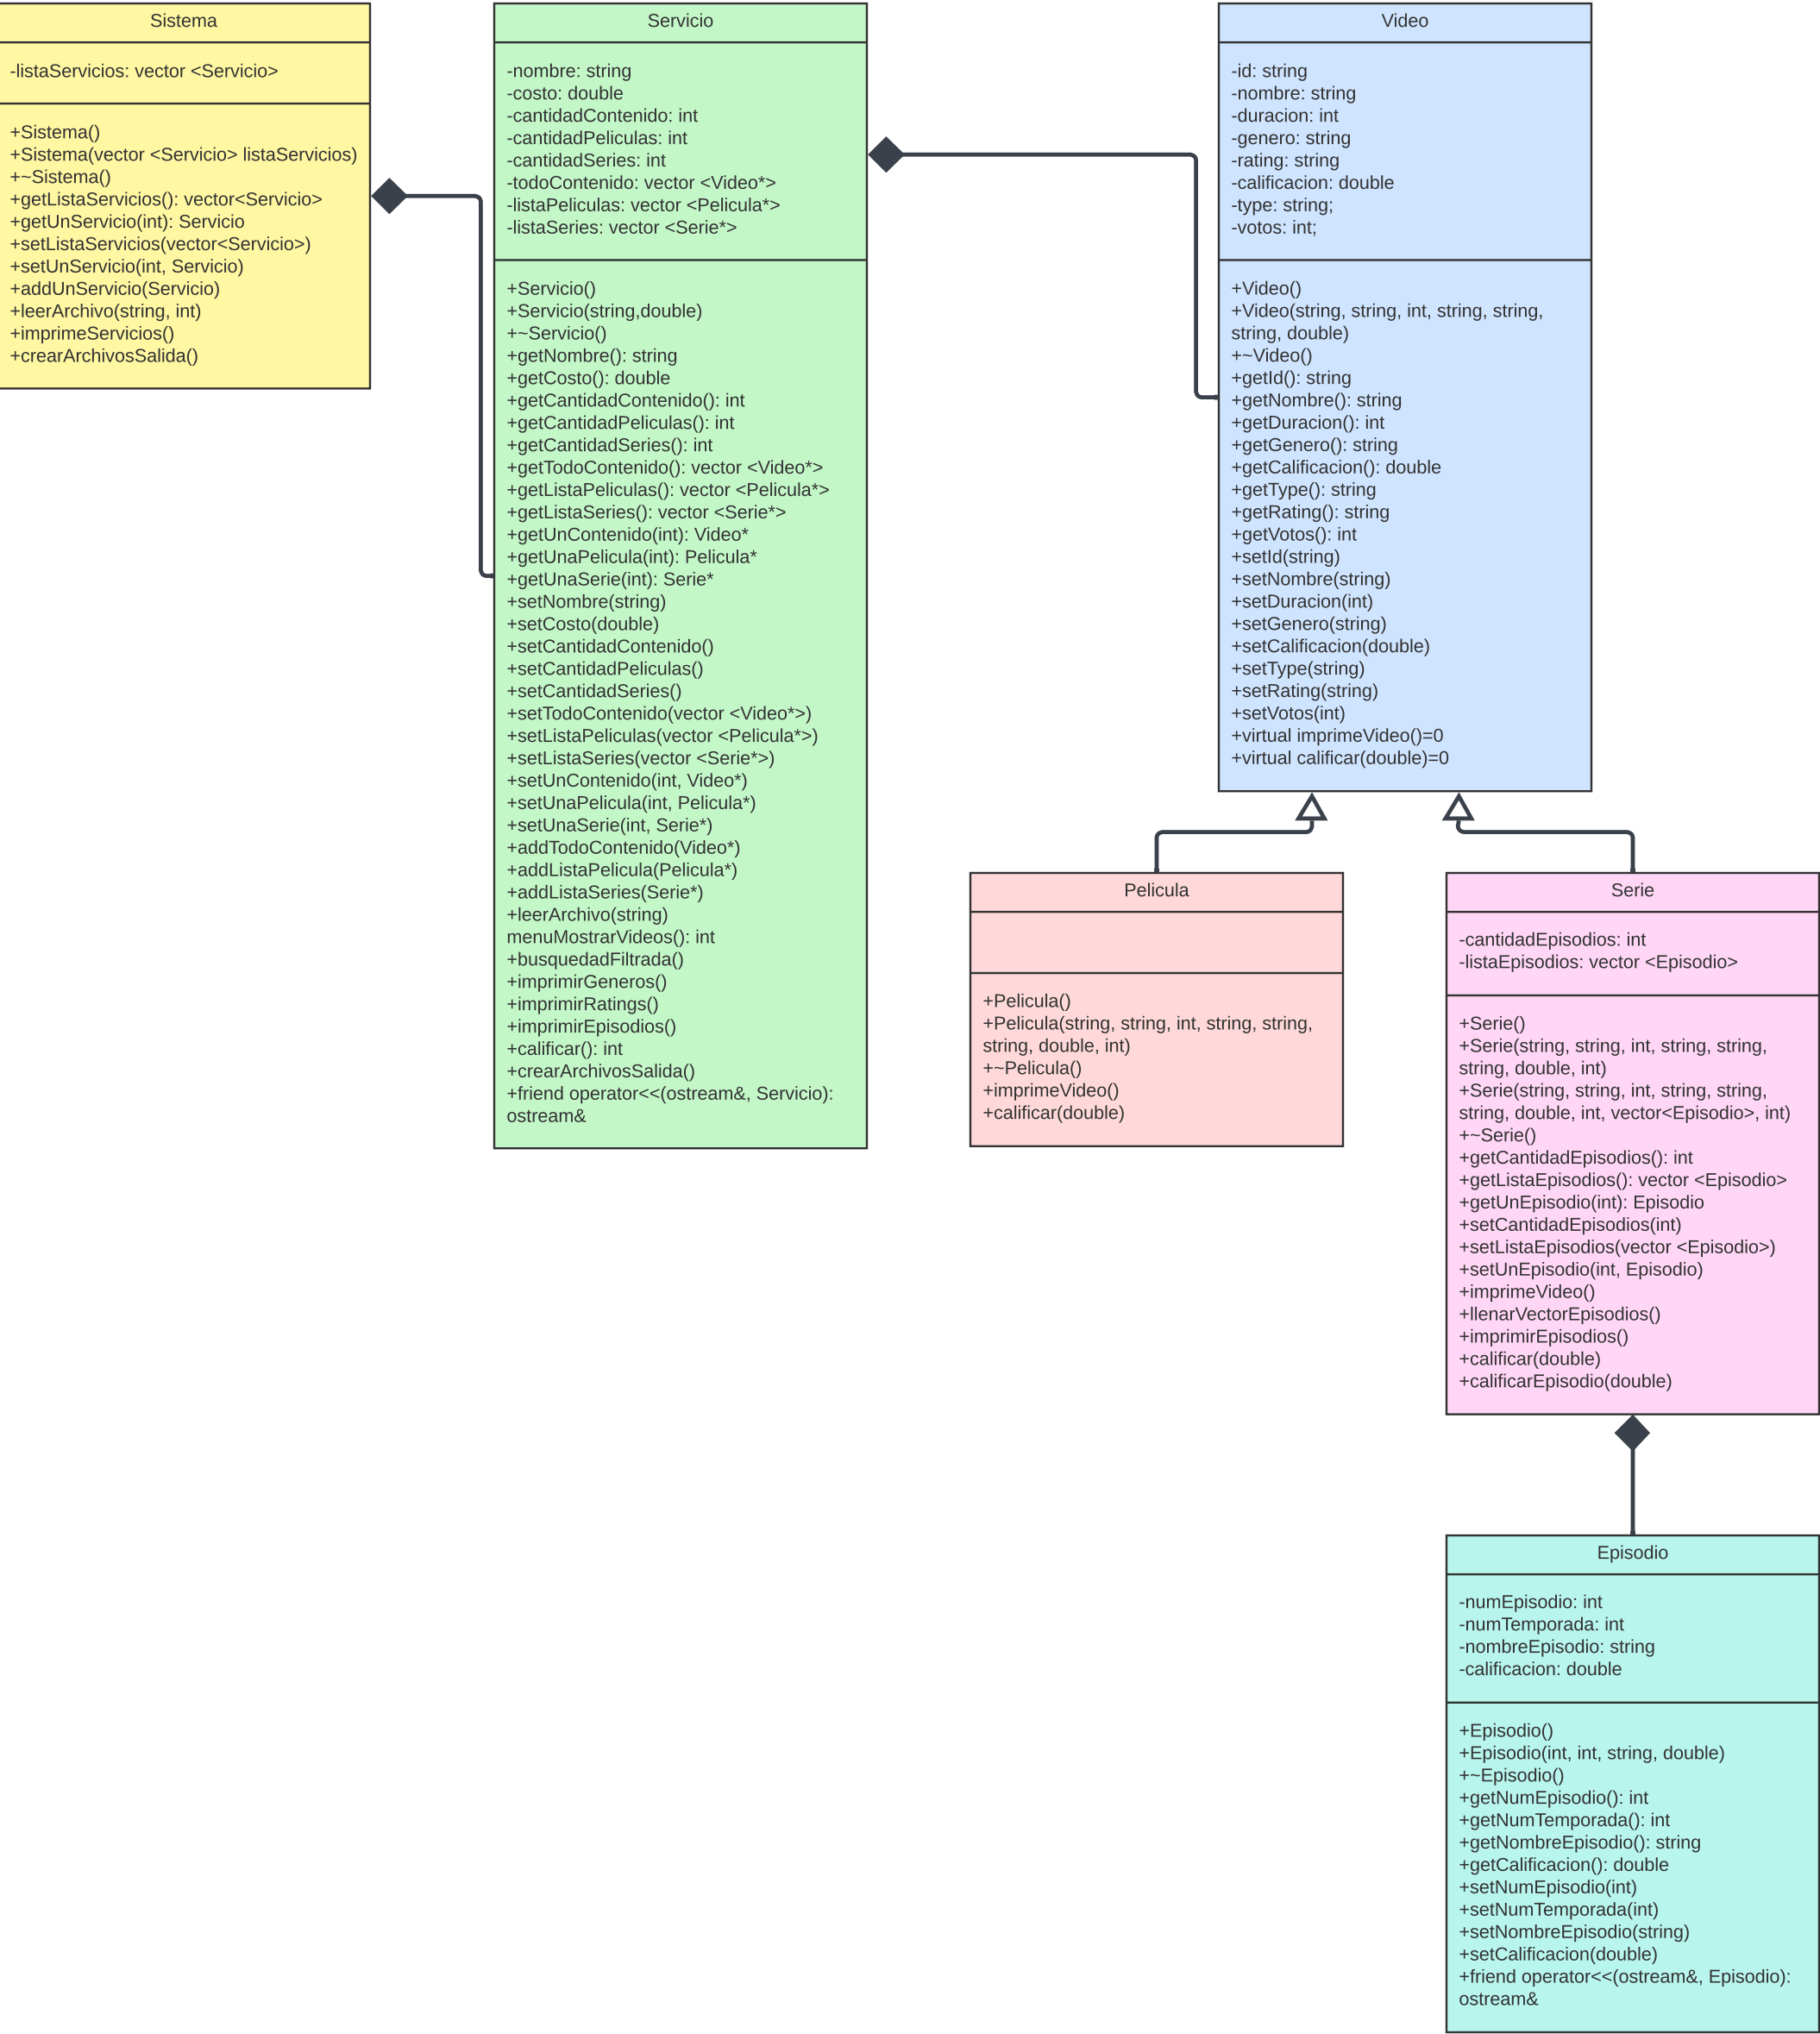 Sistema
-listaServicios: vector <Servicio>
+Sistema()
+Sistema(vector <Servicio> listaServicios)
+~Sistema()
+getListaServicios(): vector<Servicio>
+getUnServicio(int): Servicio
+setListaServicios(vector<Servicio>)
+setUnServicio(int, Servicio)
+addUnServicio(Servicio)
+leerArchivo(string, int)
+imprimeServicios()
+crearArchivosSalida()
Servicio
-nombre: string
-costo: double
-cantidadContenido: int
-cantidadPeliculas: int
-cantidadSeries: int
-todoContenido: vector <Video*>
-listaPeliculas: vector <Pelicula*>
-listaSeries: vector <Serie*>
+Servicio()
+Servicio(string,double)
+~Servicio()
+getNombre(): string
+getCosto(): double
+getCantidadContenido(): int
+getCantidadPeliculas(): int
+getCantidadSeries(): int
+getTodoContenido(): vector <Video*>
+getListaPeliculas(): vector <Pelicula*>
+getListaSeries(): vector <Serie*>
+getUnContenido(int): Video*
+getUnaPelicula(int): Pelicula*
+getUnaSerie(int): Serie*
+setNombre(string)
+setCosto(double)
+setCantidadContenido()
+setCantidadPeliculas()
+setCantidadSeries()
+setTodoContenido(vector <Video*>)
+setListaPeliculas(vector <Pelicula*>)
+setListaSeries(vector <Serie*>)
+setUnContenido(int, Video*)
+setUnaPelicula(int, Pelicula*)
+setUnaSerie(int, Serie*)
+addTodoContenido(Video*)
+addListaPelicula(Pelicula*)
+addListaSeries(Serie*)
+leerArchivo(string)
menuMostrarVideos(): int
+busquedadFiltrada()
+imprimirGeneros()
+imprimirRatings()
+imprimirEpisodios()
+calificar(): int
+crearArchivosSalida()
+friend operator<<(ostream&, Servicio):
ostream&
Video
-id: string
-nombre: string
-duracion: int
-genero: string
-rating: string
-calificacion: double
-type: string;
-votos: int;
+Video()
+Video(string, string, int, string, string,
string, double)
+~Video()
+getId(): string
+getNombre(): string
+getDuracion(): int
+getGenero(): string
+getCalificacion(): double
+getType(): string
+getRating(): string
+getVotos(): int
+setId(string)
+setNombre(string)
+setDuracion(int)
+setGenero(string)
+setCalificacion(double)
+setType(string)
+setRating(string)
+setVotos(int)
+virtual imprimeVideo()=0
+virtual calificar(double)=0
Pelicula
+Pelicula()
+Pelicula(string, string, int, string, string,
string, double, int)
+~Pelicula()
+imprimeVideo()
+calificar(double)
Serie
-cantidadEpisodios: int
-listaEpisodios: vector <Episodio>
+Serie()
+Serie(string, string, int, string, string,
string, double, int)
+Serie(string, string, int, string, string,
string, double, int, vector<Episodio>, int)
+~Serie()
+getCantidadEpisodios(): int
+getListaEpisodios(): vector <Episodio>
+getUnEpisodio(int): Episodio
+setCantidadEpisodios(int)
+setListaEpisodios(vector <Episodio>)
+setUnEpisodio(int, Episodio)
+imprimeVideo()
+llenarVectorEpisodios()
+imprimirEpisodios()
+calificar(double)
+calificarEpisodio(double)
Episodio
-numEpisodio: int
-numTemporada: int
-nombreEpisodio: string
-calificacion: double
+Episodio()
+Episodio(int, int, string, double)
+~Episodio()
+getNumEpisodio(): int
+getNumTemporada(): int
+getNombreEpisodio(): string
+getCalificacion(): double
+setNumEpisodio(int)
+setNumTemporada(int)
+setNombreEpisodio(string)
+setCalificacion(double)
+friend operator<<(ostream&, Episodio):
ostream&